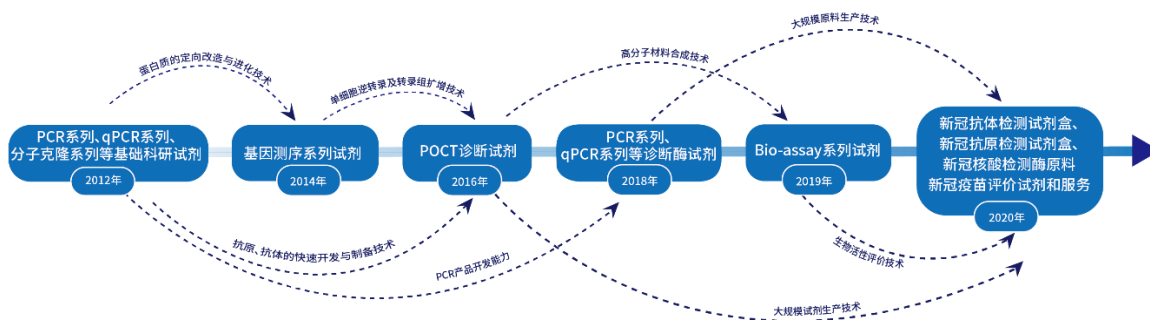 大规模原料生产技术
高分子材料合成技术
蛋白质的定向改造与进化技术
单细胞逆转录及转录组扩增技术
PCR系列、qPCR系列、
分子克隆系列等基础科研试剂
2012年
基因测序系列试剂
2014年
POCT诊断试剂
2016年
PCR系列、
qPCR系列等诊断酶试剂
2018年
Bio-assay系列试剂
2019年
新冠抗体检测试剂盒、
新冠抗原检测试剂盒、
新冠核酸检测酶原料
新冠疫苗评价试剂和服务
2020年
抗原、抗体的快速开发与制备技术
PCR产品开发能力
生物活性评价技术
大规模试剂生产技术